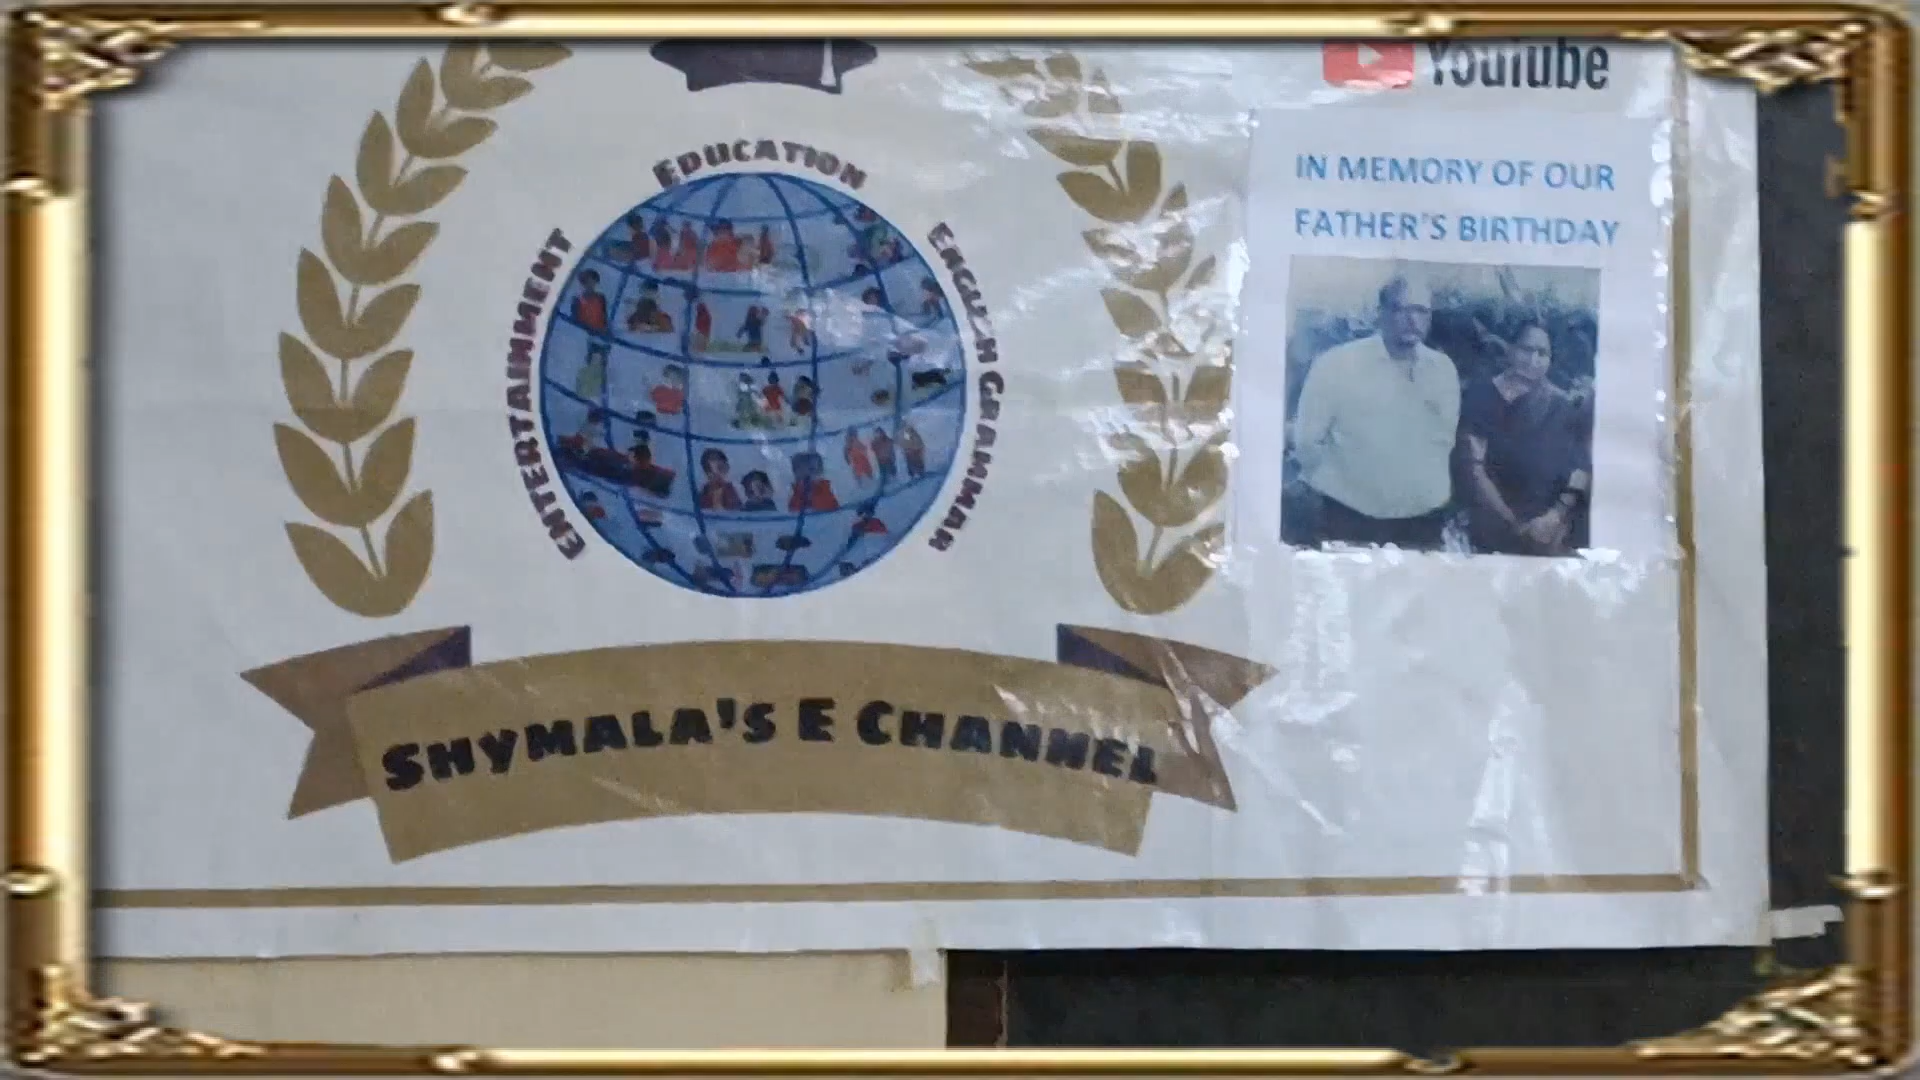 YouTube
IN MEMORY OF OUR
FATHER'S BIRTHDAY
EDUCATION
ENTERTAINMENT
ENGLISH GRAMMAR
SHYMALA'S E CHANNEL